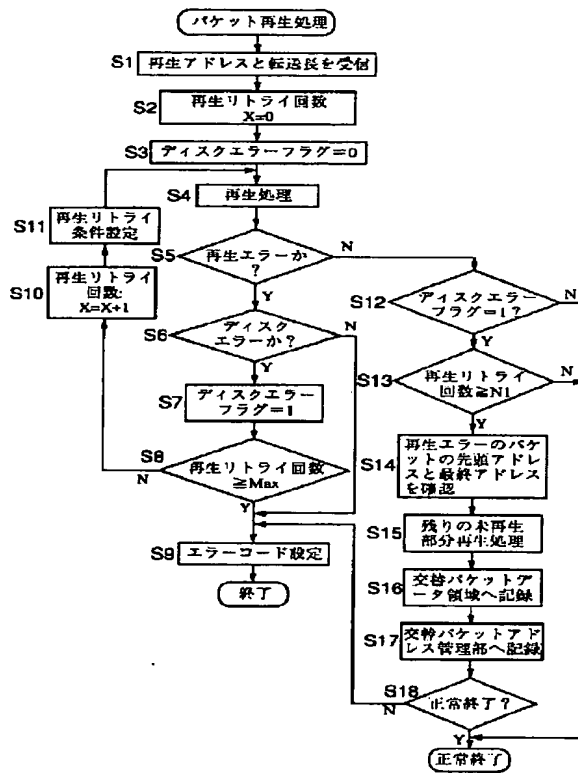 パケット再生処理
S1
再生アドレスと転送長を受信
S2
再生リトライ回数
X=0
S3
ディスクエラーフラグ=0
S4
再生処理
S11
再生リトライ
条件設定
S5
再生エラーか
?
N
Y
S10
再生リトライ
回数:
X=X+1
S12
ディスクエラー
フラグ=1?
N
Y
S6
ディスク
エラーか?
N
Y
S13
再生リトライ
回数≧N1
N
Y
S7
ディスクエラー
フラグ=1
S8
再生リトライ回数
≧Max
N
Y
S14
再生エラーのパケ
ットの先頭アドレ
スと最終アドレス
を確認
S15
残りの未再生
部分再生処理
S9
エラーコード設定
終了
S16
交替パケットデ
ータ領域へ記録
S17
交幹パケットアド
レス管理部へ記録
S18
正常終了?
N
Y
正常終了